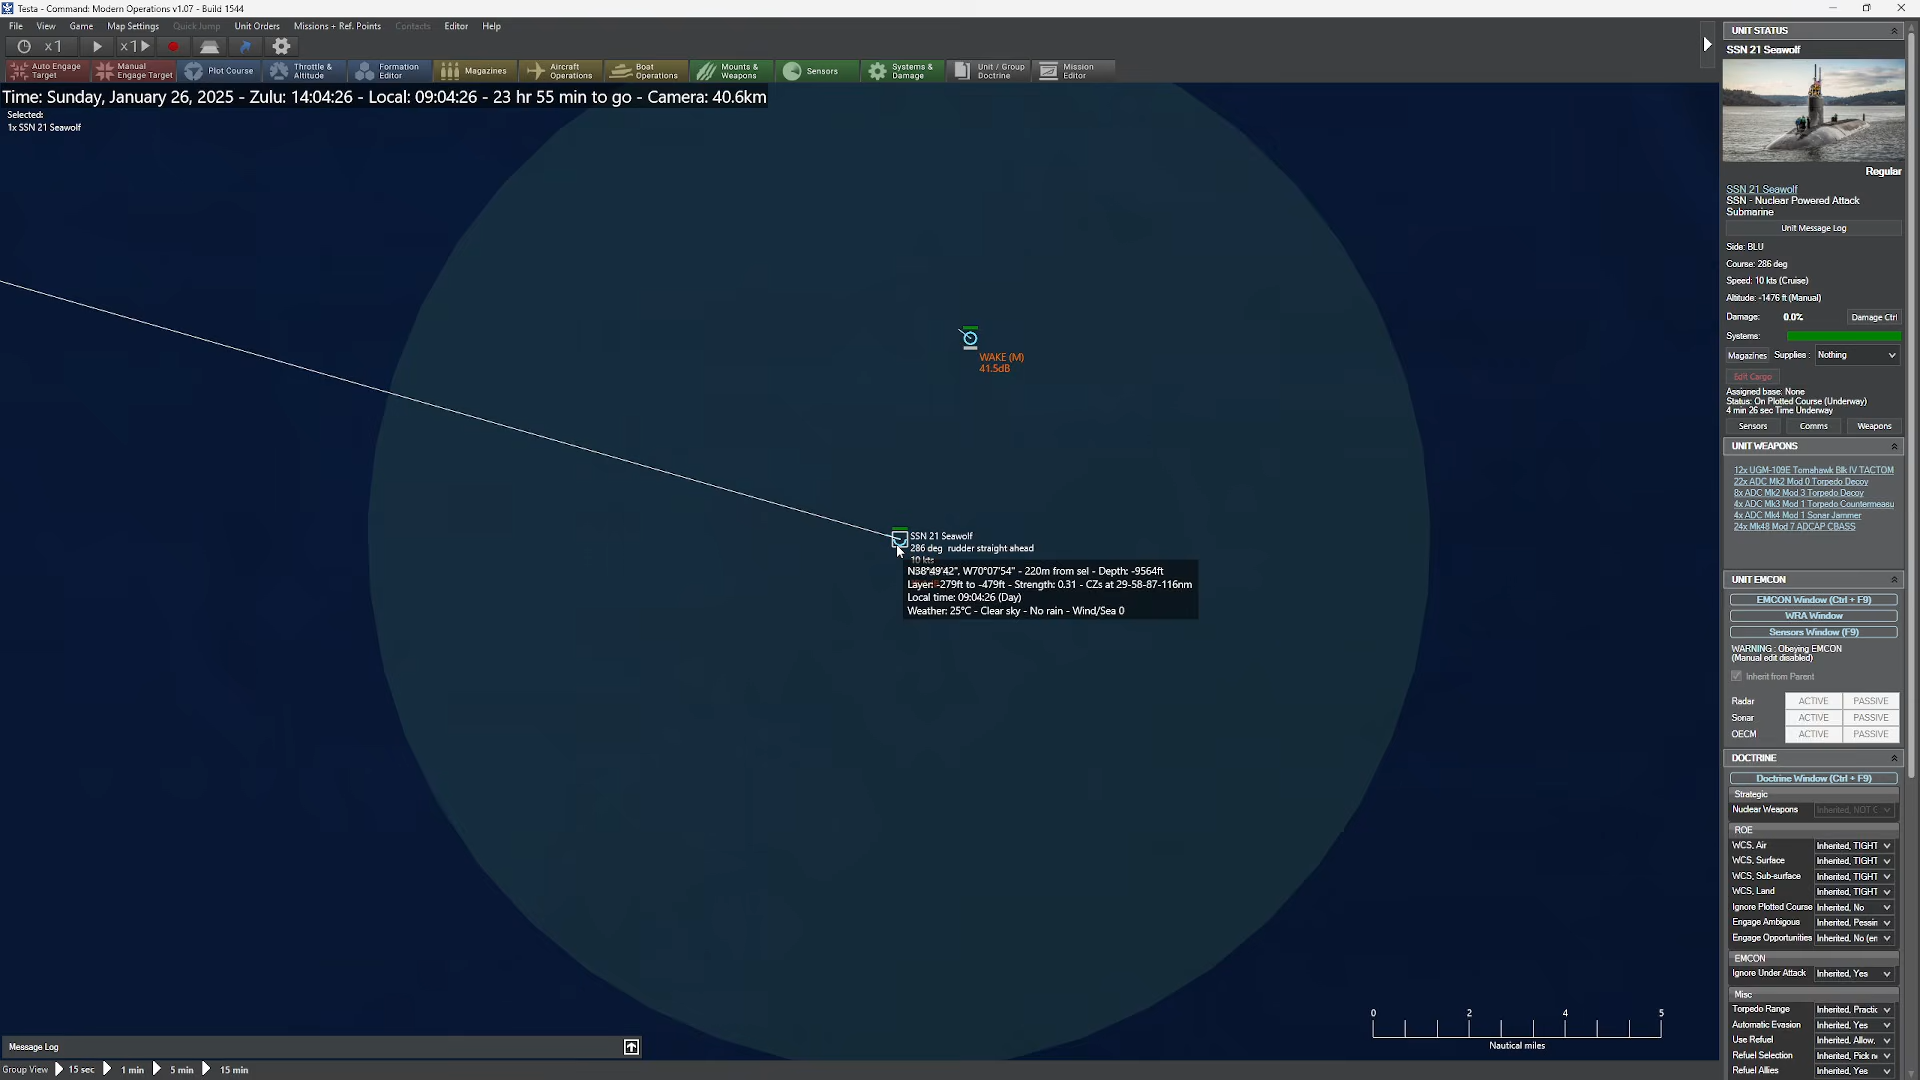 Testa - Command: Modern Operations v1.07 - Build 1544
File View Game Map Settings Quick Jump Unit Orders Missions + Ref. Points Contacts Editor Help
x1 x1
Auto Engage Target
Manual Engage Target
Plot Course
Throttle & Altitude
Formation Editor
Magazines
Aircraft Operations
Boat Operations
Mounts & Weapons
Sensors
Systems & Damage
Unit / Group Doctrine
Mission Editor
Time: Sunday, January 26, 2025 - Zulu: 14:04:26 - Local: 09:04:26 - 23 hr 55 min to go - Camera: 40.6km
Selected:
1x SSN 21 Seawolf
WAKE (M)
41.5dB
SSN 21 Seawolf
286 deg rudder straight ahead
10 kts
N38°49'42", W70°07'54" - 220m from sel - Depth: -9564ft
Layer: -279ft to -479ft - Strength: 0.31 - CZs at 29-58-87-116nm
Local time: 09:04:26 (Day)
Weather: 25°C - Clear sky - No rain - Wind/Sea 0
0 2 4 5
Nautical miles
Message Log
Group View 15 sec 1 min 5 min 15 min
UNIT STATUS
SSN 21 Seawolf
Regular
SSN 21 Seawolf
SSN - Nuclear Powered Attack
Submarine
Unit Message Log
Side: BLU
Course: 286 deg
Speed: 10 kts (Cruise)
Altitude: -1476 ft (Manual)
Damage: 0.0% Damage Ctrl
Systems:
Magazines Supplies : Nothing
Edit Cargo
Assigned base: None
Status: On Plotted Course (Underway)
4 min 26 sec Time Underway
Sensors Comms Weapons
UNIT WEAPONS
12x UGM-109E Tomahawk Blk IV TACTOM
22x ADC Mk2 Mod 0 Torpedo Decoy
8x ADC Mk2 Mod 3 Torpedo Decoy
4x ADC Mk3 Mod 1 Torpedo Countermeasu
4x ADC Mk4 Mod 1 Sonar Jammer
24x Mk48 Mod 7 ADCAP CBASS
UNIT EMCON
EMCON Window (Ctrl + F9)
WRA Window
Sensors Window (F9)
WARNING : Obeying EMCON
(Manual edit disabled)
Inherit from Parent
Radar ACTIVE PASSIVE
Sonar ACTIVE PASSIVE
OECM ACTIVE PASSIVE
DOCTRINE
Doctrine Window (Ctrl + F9)
Strategic
Nuclear Weapons Inherited, NOT
ROE
WCS, Air Inherited, TIGHT
WCS, Surface Inherited, TIGHT
WCS, Sub-surface Inherited, TIGHT
WCS, Land Inherited, TIGHT
Ignore Plotted Course Inherited, No
Engage Ambigous Inherited, Pessin
Engage Opportunities Inherited, No (en
EMCON
Ignore Under Attack Inherited, Yes
Misc
Torpedo Range Inherited, Practic
Automatic Evasion Inherited, Yes
Use Refuel Inherited, Allow,
Refuel Selection Inherited, Pick n
Refuel Allies Inherited, Yes